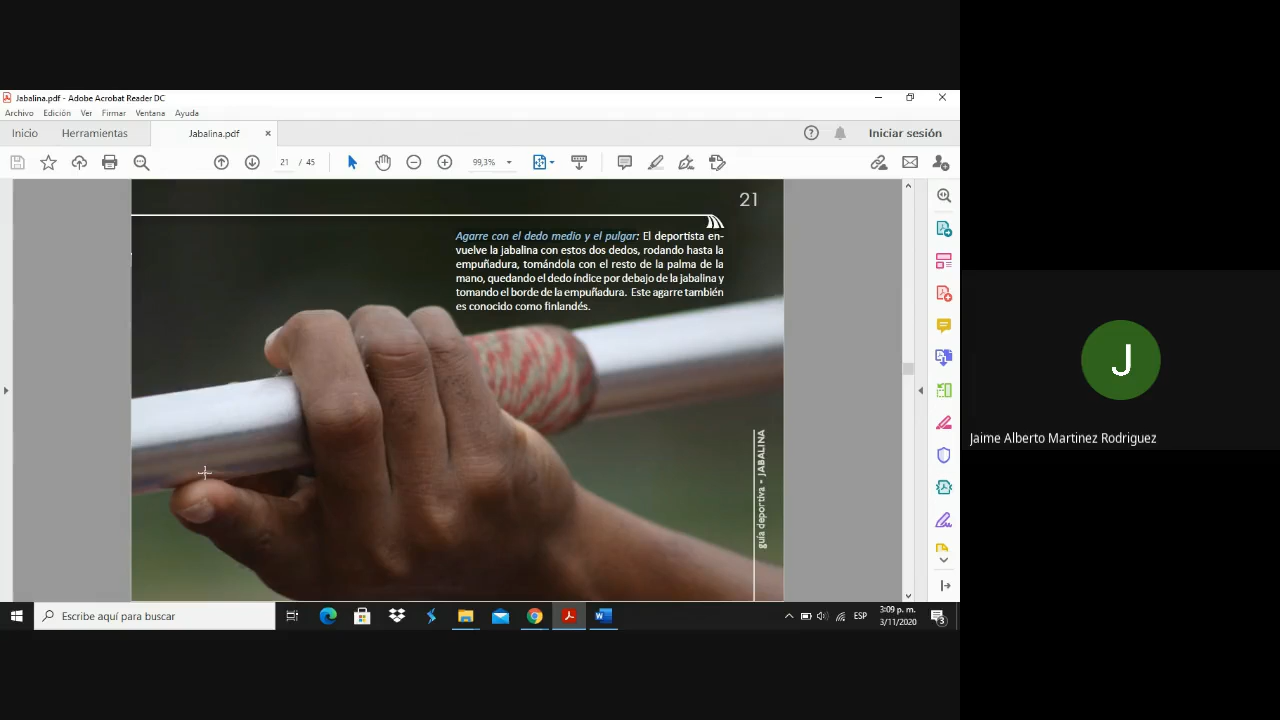 Jabalina.pdf - Adobe Acrobat Reader DC
Archivo Edición Ver Firmar Ventana Ayuda
Inicio Herramientas Jabalina.pdf × Iniciar sesión
21 / 45 99,3%
21
Agarre con el dedo medio y el pulgar: El deportista en-
vuelve la jabalina con estos dos dedos, rodando hasta la
empuñadura, tomándola con el resto de la palma de la
mano, quedando el dedo índice por debajo de la jabalina y
tomando el borde de la empuñadura. Este agarre también
es conocido como finlandés.
guía deportiva • JABALINA
J
Jaime Alberto Martinez Rodriguez
Escribe aquí para buscar
ESP
3:09 p. m.
3/11/2020
3